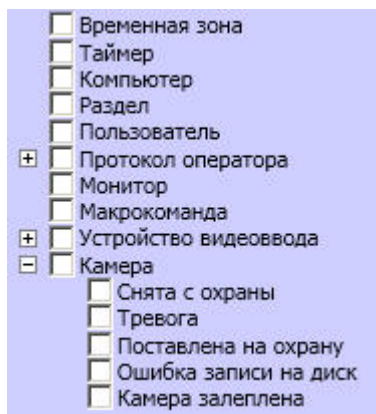 Временная зона
Таймер
Компьютер
Раздел
Пользователь
Протокол оператора
Монитор
Макрокоманда
Устройство видеоввода
Камера
Снята с охраны
Тревога
Поставлена на охрану
Ошибка записи на диск
Камера залеплена